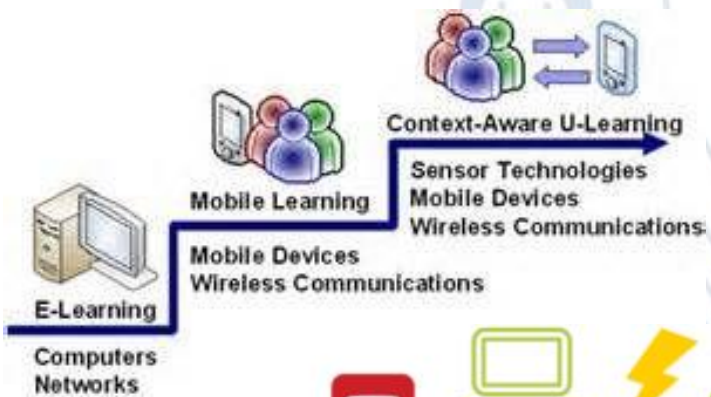 Context-Aware U-Learning
Sensor Technologies
Mobile Devices
Wireless Communications
Mobile Learning
Mobile Devices
Wireless Communications
E-Learning
Computers
Networks